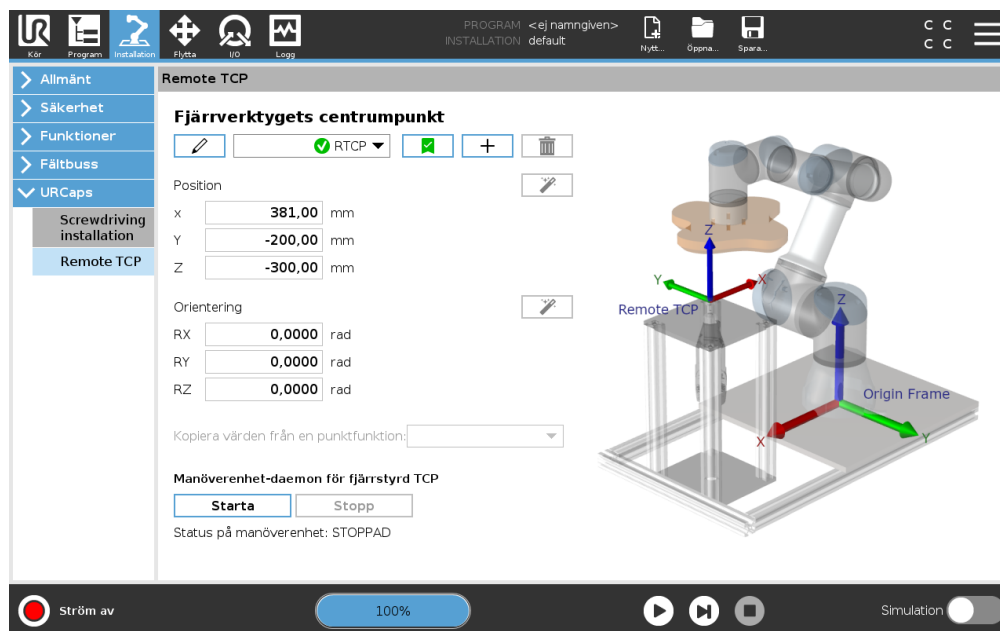 UR
Kör
Program
Installation
Flytta
I/O
Logg
PROGRAM <ej namngiven>
INSTALLATION default
Nytt...
Öppna...
Spara...
C C
C C
Allmänt
Säkerhet
Funktioner
Fältbuss
URCaps
Screwdriving
installation
Remote TCP
Remote TCP
Fjärrverktygets centrumpunkt
RTCP
Position
x 381,00 mm
Y -200,00 mm
Z -300,00 mm
Orientering
RX 0,0000 rad
RY 0,0000 rad
RZ 0,0000 rad
Kopiera värden från en punktfunktion:
Manöverenhet-daemon för fjärrstyrd TCP
Starta
Stopp
Status på manöverenhet: STOPPAD
Z
Y
X
Remote TCP
Z
Origin Frame
X
Y
Ström av
100%
Simulation